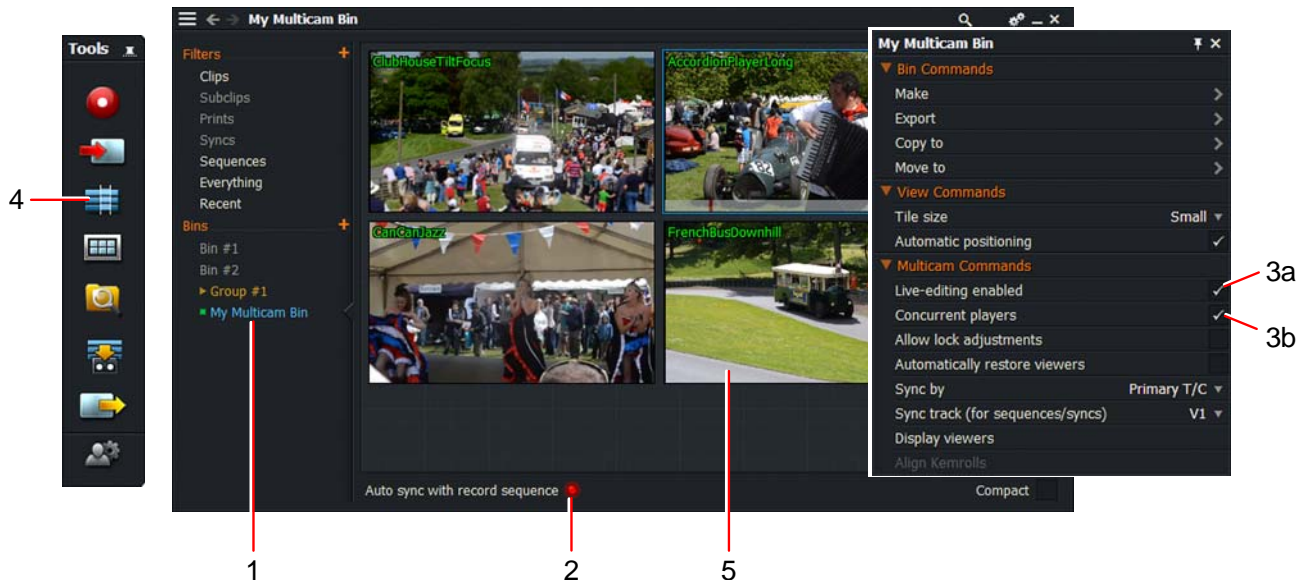 My Multicam Bin
Tools
4
Filters +
Clips
Subclips
Prints
Syncs
Sequences
Everything
Recent
Bins +
Bin #1
Bin #2
Group #1
My Multicam Bin
ClubHouseTiltFocus
AccordionPlayerLong
CanCanJazz
FrenchBusDownhill
Auto sync with record sequence
Compact
My Multicam Bin
Bin Commands
Make
Export
Copy to
Move to
View Commands
Tile size Small
Automatic positioning
Multicam Commands
Live-editing enabled
Concurrent players
Allow lock adjustments
Automatically restore viewers
Sync by Primary T/C
Sync track (for sequences/syncs) V1
Display viewers
Align Kemrolls
3a
3b
1
2
5